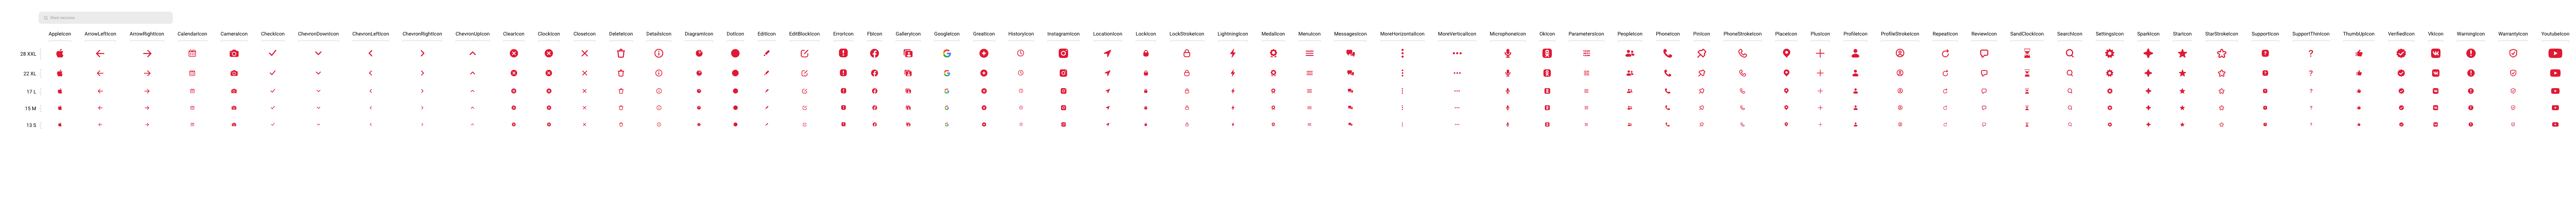 Поиск
AppleIcon ArrowLeftIcon ArrowRightIcon CalendarIcon CameraIcon CheckIcon ChevronDownIcon ChevronLeftIcon ChevronRightIcon ChevronUpIcon ClearIcon ClockIcon CloseIcon DeleteIcon DetailsIcon DiagramIcon DotIcon EditIcon EditBlockIcon ErrorIcon FbIcon GalleryIcon GoogleIcon GreatIcon HistoryIcon InstagramIcon LocationIcon LockIcon LockStrokeIcon LightningIcon MedalIcon MenuIcon MessagesIcon MoreHorizontalIcon MoreVerticalIcon MicrophoneIcon OkIcon ParametersIcon PeopleIcon PhoneIcon PinIcon PhoneStrokeIcon PlaceIcon PlusIcon ProfileIcon ProfileStrokeIcon RepeatIcon ReviewIcon SandClockIcon SearchIcon SettingsIcon SparkIcon StarIcon StarStrokeIcon SupportIcon SupportThinIcon ThumbUpIcon VerifiedIcon VkIcon WarningIcon WarrantyIcon YoutubeIcon
28 XXL
22 XL
17 L
15 M
13 S